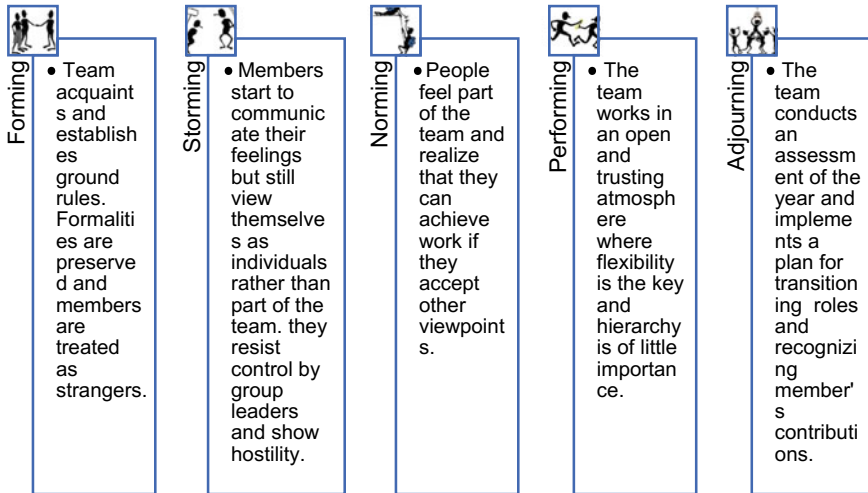 Forming
• Team
acquaint
s and
establish
es
ground
rules.
Formaliti
es are
preserve
d and
members
are
treated
as
strangers.
Storming
• Members
start to
communic
ate their
feelings
but still
view
themselve
s as
individuals
rather than
part of the
team. they
resist
control by
group
leaders
and show
hostility.
Norming
• People
feel part
of the
team and
realize
that they
can
achieve
work if
they
accept
other
viewpoint
s.
Performing
• The
team
works in
an open
and
trusting
atmosph
ere
where
flexibility
is the key
and
hierarchy
is of little
importan
ce.
Adjourning
• The
team
conducts
an
assessm
ent of the
year and
impleme
nts a
plan for
transition
ing roles
and
recognizi
ng
member'
s
contributi
ons.